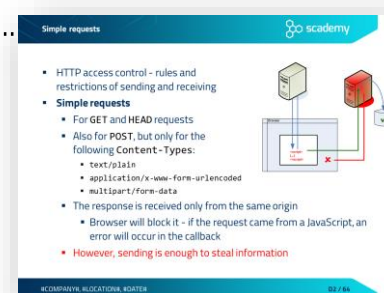 Simple requests
scademy
HTTP access control - rules and
restrictions of sending and receiving
Simple requests
For GET and HEAD requests
Also for POST, but only for the
following Content-Types:
text/plain
application/x-www-form-urlencoded
multipart/form-data
The response is received only from the same origin
Browser will block it - if the request came from a JavaScript, an
error will occur in the callback
However, sending is enough to steal information
#COMPANY#, #LOCATION#, #DATE#
D2 / 64